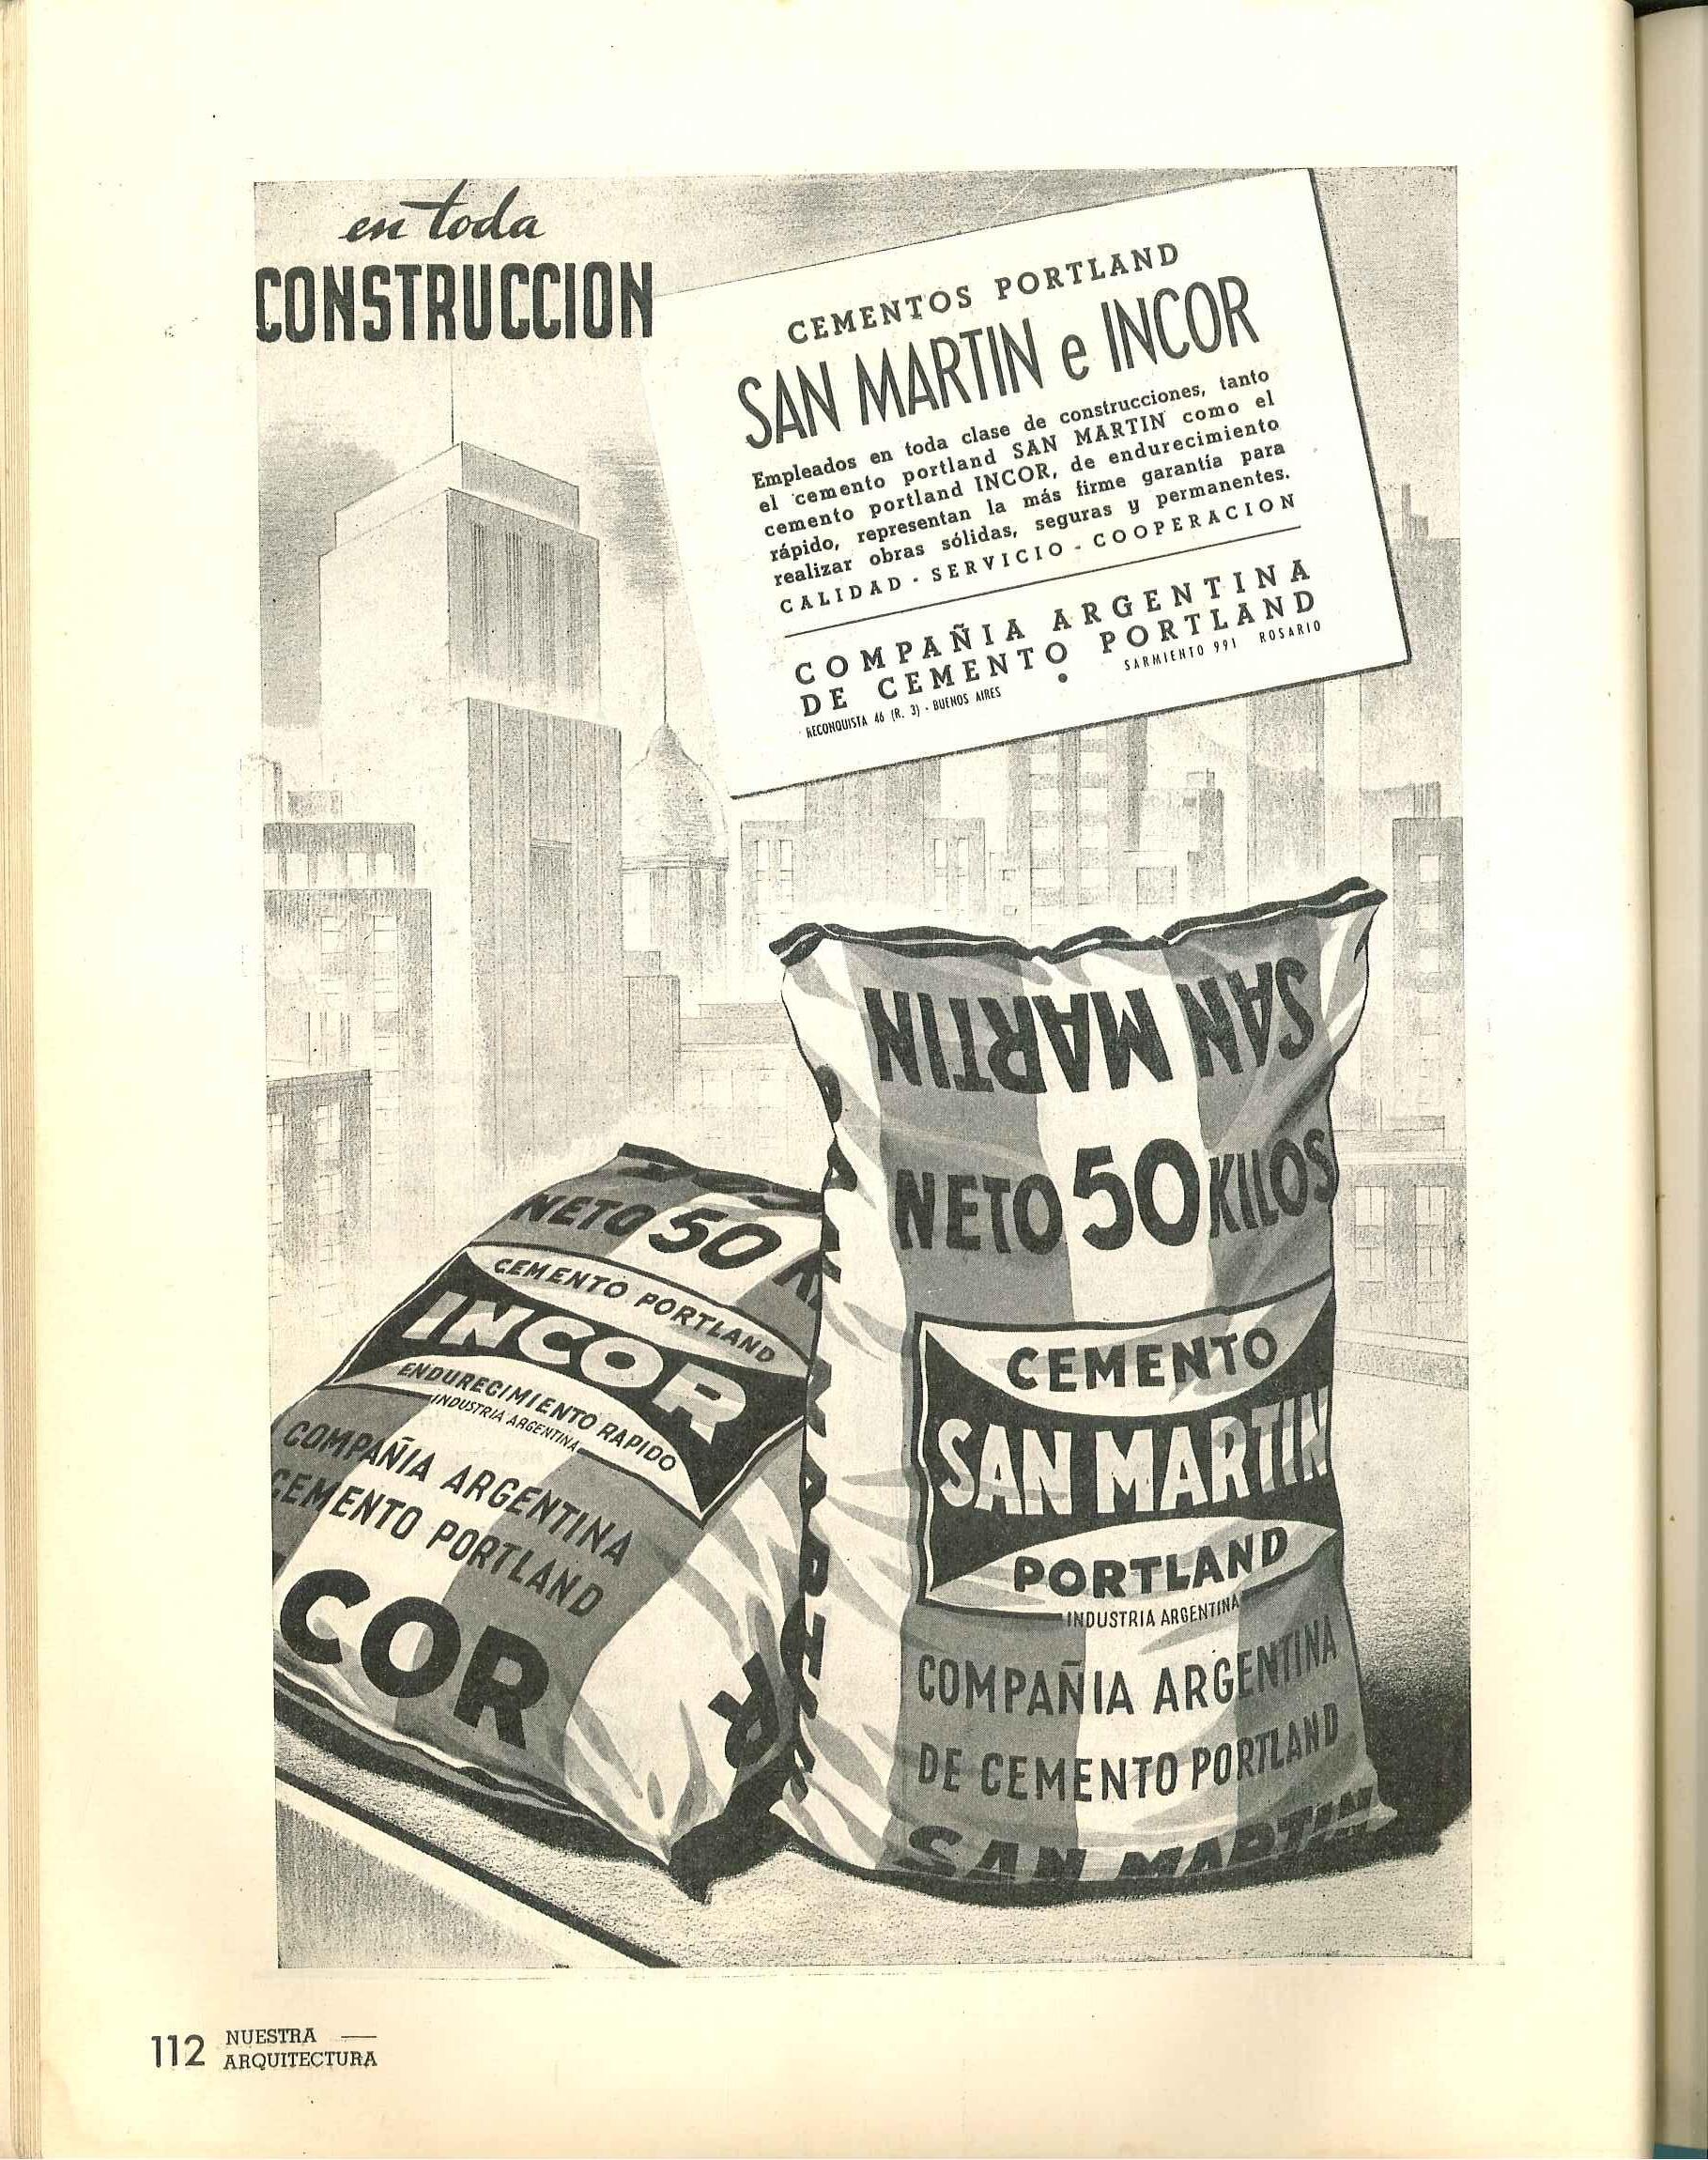 en toda
CONSTRUCCION
CEMENTOS PORTLAND
SAN MARTIN e INCOR
Empleados en toda clase de construcciones, tanto
el cemento portland SAN MARTIN como el
cemento portland INCOR, de endurecimiento
rápido, representan la más firme garantía para
realizar obras sólidas, seguras y permanentes.
CALIDAD - SERVICIO - COOPERACION
COMPAÑIA ARGENTINA
DE CEMENTO PORTLAND
RECONQUISTA 46 (R. 3) - BUENOS AIRES • SARMIENTO 991 ROSARIO
SAN MARTIN
NETO 50 KILOS
CEMENTO
SAN MARTIN
PORTLAND
INDUSTRIA ARGENTINA
COMPAÑIA ARGENTINA
DE CEMENTO PORTLAND
SAN MARTIN
SAN MARTIN
NETO 50 K
CEMENTO PORTLAND
INCOR
ENDURECIMIENTO RAPIDO
INDUSTRIA ARGENTINA
COMPAÑIA ARGENTINA
CEMENTO PORTLAND
COR
R
112 NUESTRA
ARQUITECTURA